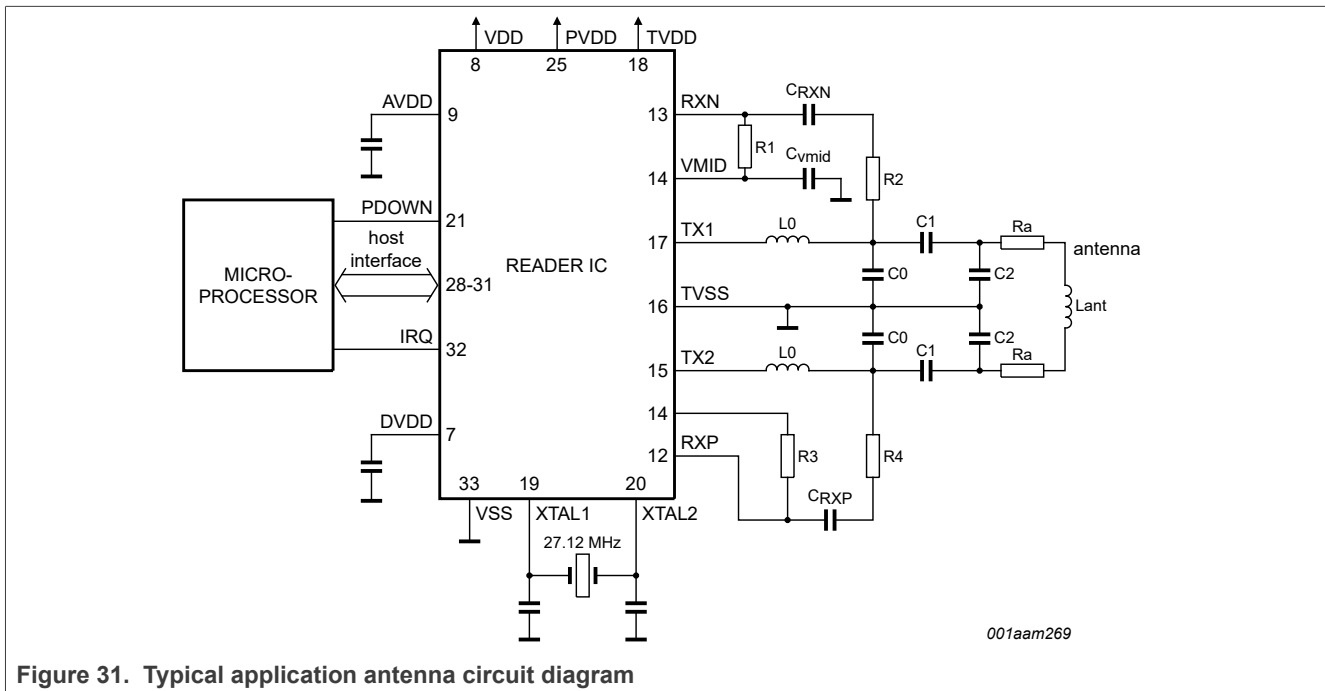 VDD
PVDD
TVDD
8
25
18
AVDD
9
RXN
13
CRXN
R1
VMID
14
Cvmid
R2
PDOWN
21
host
interface
28-31
MICRO-
PROCESSOR
READER IC
IRQ
32
TX1
17
L0
C1
Ra
antenna
C0
C2
TVSS
16
Lant
C0
C2
TX2
15
L0
C1
Ra
DVDD
7
14
RXP
12
R3
R4
CRXP
33
19
20
VSS
XTAL1
XTAL2
27.12 MHz
001aam269
Figure 31. Typical application antenna circuit diagram